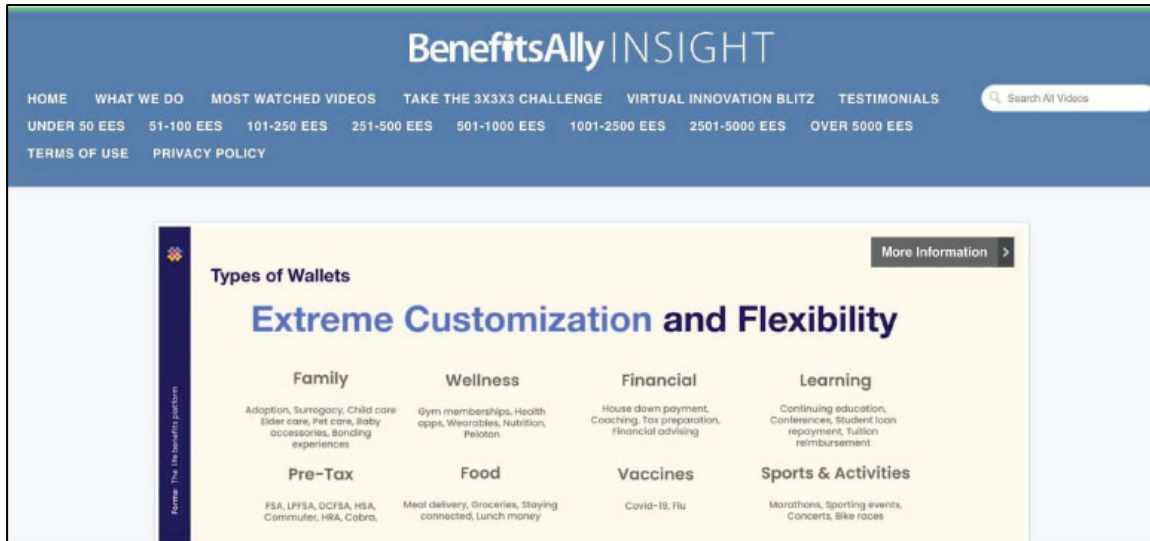 BenefitsAlly INSIGHT
HOME WHAT WE DO MOST WATCHED VIDEOS TAKE THE 3X3X3 CHALLENGE VIRTUAL INNOVATION BLITZ TESTIMONIALS
Search All Videos
UNDER 50 EES 51-100 EES 101-250 EES 251-500 EES 501-1000 EES 1001-2500 EES 2501-5000 EES OVER 5000 EES
TERMS OF USE PRIVACY POLICY
More Information
Types of Wallets
Extreme Customization and Flexibility
Family
Adoption, Surrogacy, Child care
Elder care, Pet care, Baby
accessories, Bonding
experiences
Wellness
Gym memberships, Health
apps, Wearables, Nutrition,
Peloton
Financial
House down payment,
Coaching, Tax preparation,
Financial advising
Learning
Continuing education,
Conferences, Student loan
repayment, Tuition
reimbursement
Pre-Tax
FSA, LPFSA, DCFSA, HSA,
Commuter, HRA, Cobra,
Food
Meal delivery, Groceries, Staying
connected, Lunch money
Vaccines
Covid-19, Flu
Sports & Activities
Marathons, Sporting events,
Concerts, Bike races
Forma: The life benefits platform